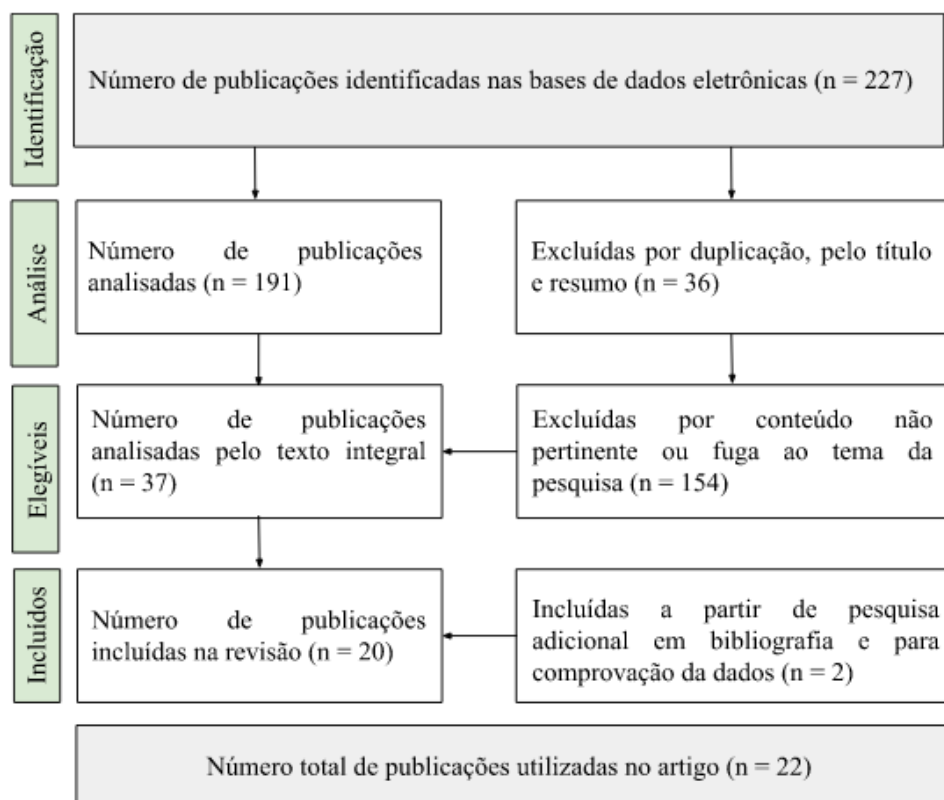 Identificação
Número de publicações identificadas nas bases de dados eletrônicas (n = 227)
Análise
Número de publicações
analisadas (n = 191)
Excluídas por duplicação, pelo título
e resumo (n = 36)
Elegíveis
Número de publicações
analisadas pelo texto integral
(n = 37)
Excluídas por conteúdo não
pertinente ou fuga ao tema da
pesquisa (n = 154)
Incluídos
Número de publicações
incluídas na revisão (n = 20)
Incluídas a partir de pesquisa
adicional em bibliografia e para
comprovação da dados (n = 2)
Número total de publicações utilizadas no artigo (n = 22)